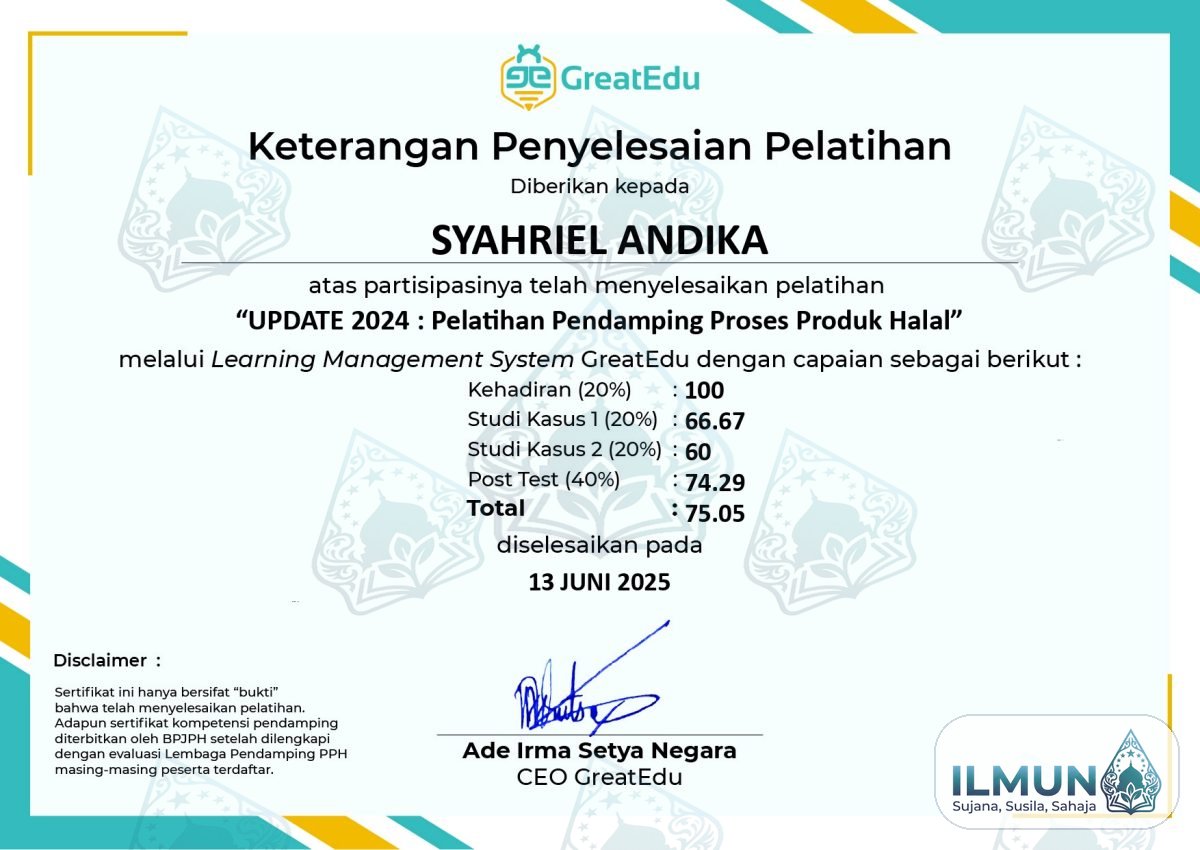 GreatEdu
Keterangan Penyelesaian Pelatihan
Diberikan kepada
SYAHRIEL ANDIKA
atas partisipasinya telah menyelesaikan pelatihan
“UPDATE 2024 : Pelatihan Pendamping Proses Produk Halal”
melalui Learning Management System GreatEdu dengan capaian sebagai berikut :
Kehadiran (20%) : 100
Studi Kasus 1 (20%) : 66.67
Studi Kasus 2 (20%) : 60
Post Test (40%) : 74.29
Total : 75.05
diselesaikan pada
13 JUNI 2025
Disclaimer :
Sertifikat ini hanya bersifat “bukti”
bahwa telah menyelesaikan pelatihan.
Adapun sertifikat kompetensi pendamping
diterbitkan oleh BPJPH setelah dilengkapi
dengan evaluasi Lembaga Pendamping PPH
masing-masing peserta terdaftar.
Ade Irma Setya Negara
CEO GreatEdu
ILMUN
Sujana, Susila, Sahaja